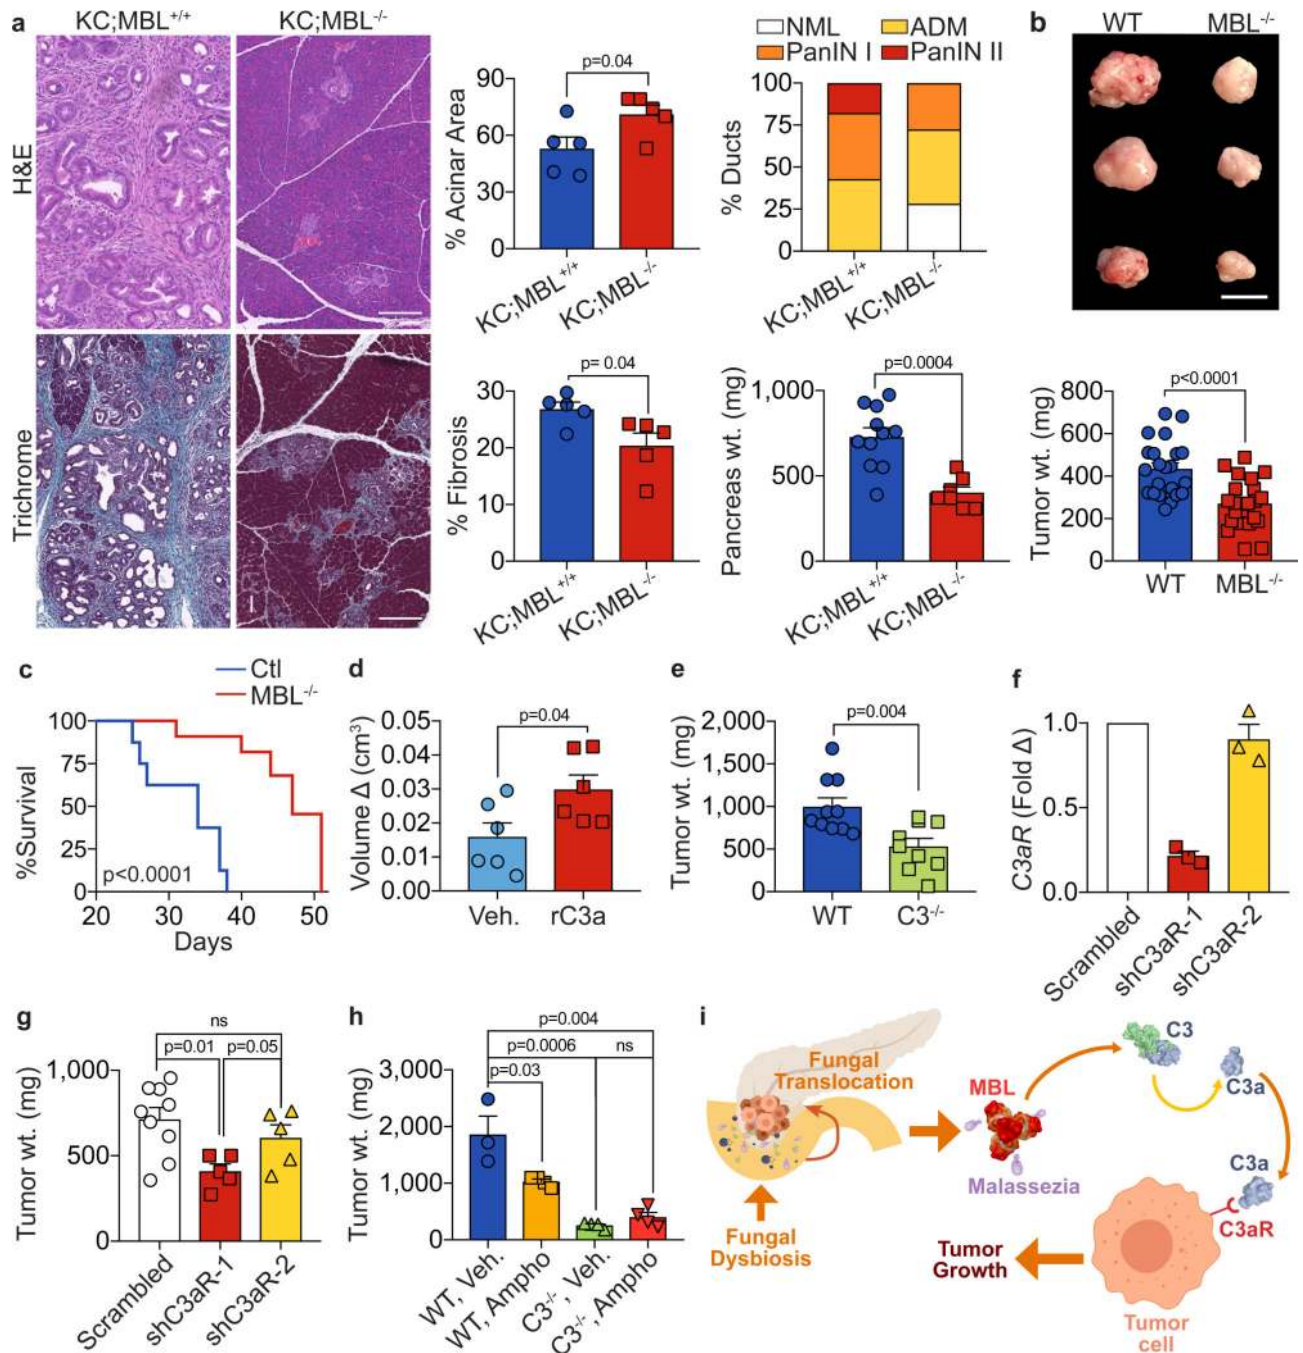 a
KC;MBL+/+
KC;MBL-/-
H&E
Trichrome
% Acinar Area
90
60
30
0
p=0.04
KC;MBL+/+
KC;MBL-/-
NML
ADM
PanIN I
PanIN II
% Ducts
100
75
50
25
0
KC;MBL+/+
KC;MBL-/-
% Fibrosis
30
20
10
0
p= 0.04
KC;MBL+/+
KC;MBL-/-
Pancreas wt. (mg)
1,000
500
0
p=0.0004
KC;MBL+/+
KC;MBL-/-
b
WT
MBL-/-
Tumor wt. (mg)
800
600
400
200
0
p<0.0001
WT
MBL-/-
c
Ctl
MBL-/-
%Survival
100
75
50
25
0
p<0.0001
20
30
40
50
Days
d
Volume Δ (cm3)
0.05
0.04
0.03
0.02
0.01
0.00
p=0.04
Veh.
rC3a
e
Tumor wt. (mg)
2,000
1,500
1,000
500
0
p=0.004
WT
C3-/-
f
C3aR (Fold Δ)
1.0
0.5
0.0
Scrambled
shC3aR-1
shC3aR-2
g
Tumor wt. (mg)
1,000
500
0
ns
p=0.01
p=0.05
Scrambled
shC3aR-1
shC3aR-2
h
Tumor wt. (mg)
3,000
2,000
1,000
0
p=0.004
p=0.0006
ns
p=0.03
WT, Veh.
WT, Ampho
C3-/-, Veh.
C3-/-, Ampho
i
Fungal
Translocation
Fungal
Dysbiosis
MBL
Malassezia
C3
C3a
C3a
C3aR
Tumor
Growth
Tumor
cell